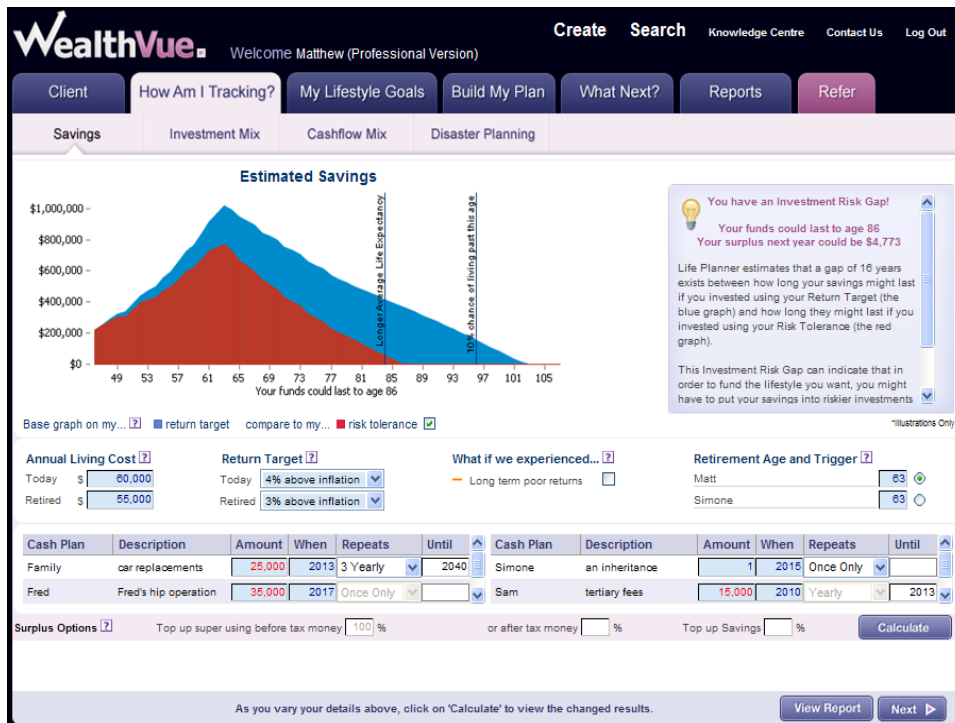 WealthVue.
Welcome Matthew (Professional Version)
Create Search Knowledge Centre Contact Us Log Out
Client How Am I Tracking? My Lifestyle Goals Build My Plan What Next? Reports Refer
Savings Investment Mix Cashflow Mix Disaster Planning
Estimated Savings
$1,000,000
$800,000
$600,000
$400,000
$200,000
$0
Longer Average Life Expectancy
10% chance of living past this age
49 53 57 61 65 69 73 77 81 85 89 93 97 101 105
Your funds could last to age 86
You have an Investment Risk Gap!
Your funds could last to age 86
Your surplus next year could be $4,773
Life Planner estimates that a gap of 16 years
exists between how long your savings might last
if you invested using your Return Target (the
blue graph) and how long they might last if you
invested using your Risk Tolerance (the red
graph).
This Investment Risk Gap can indicate that in
order to fund the lifestyle you want, you might
have to put your savings into riskier investments
Base graph on my... ? return target compare to my... risk tolerance
*Illustrations Only
Annual Living Cost ? Return Target ? What if we experienced... ? Retirement Age and Trigger ?
Today $ 60,000 Today 4% above inflation Long term poor returns Matt 63
Retired $ 55,000 Retired 3% above inflation Simone 63
Cash Plan Description Amount When Repeats Until Cash Plan Description Amount When Repeats Until
Family car replacements 25,000 2013 3 Yearly 2040 Simone an inheritance 1 2015 Once Only
Fred Fred's hip operation 35,000 2017 Once Only Sam tertiary fees 15,000 2010 Yearly 2013
Surplus Options ? Top up super using before tax money 100 % or after tax money % Top up Savings % Calculate
As you vary your details above, click on 'Calculate' to view the changed results. View Report Next